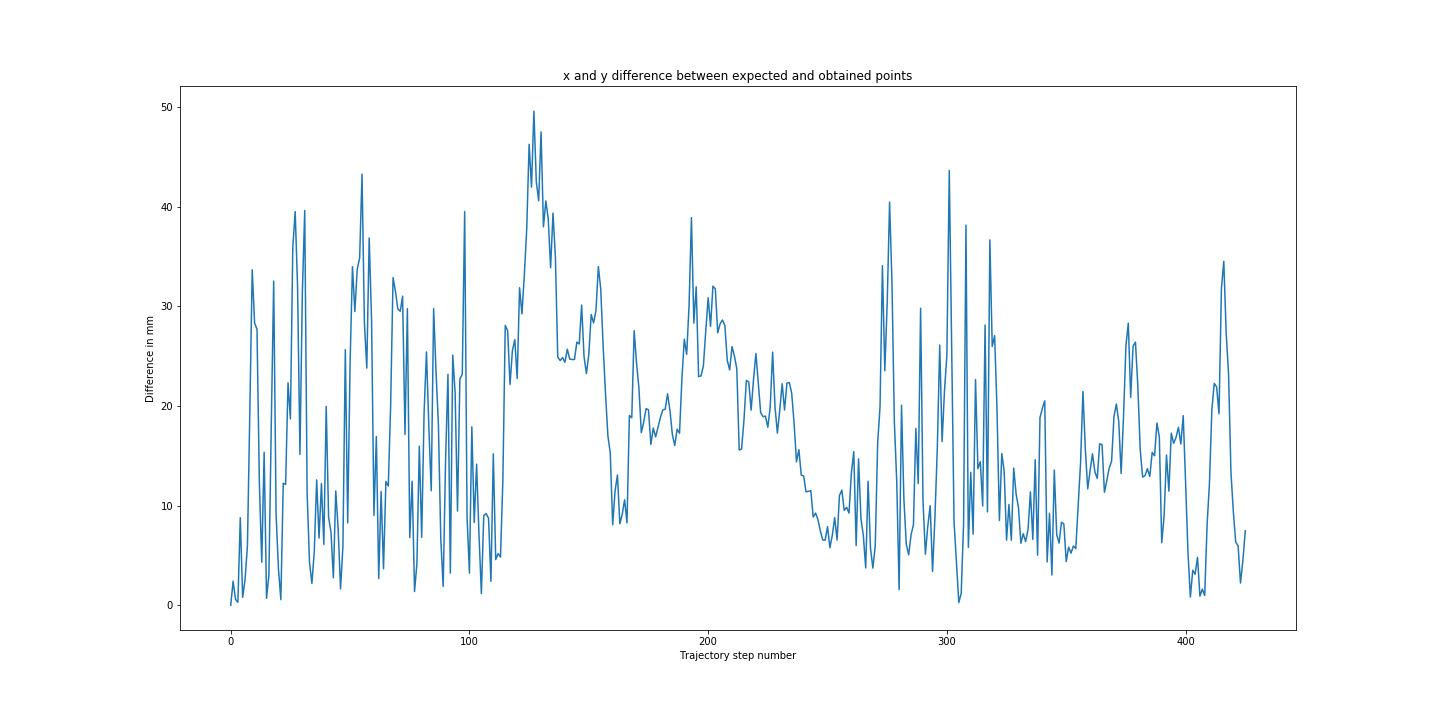 x and y difference between expected and obtained points
50
40
30
20
10
0
Difference in mm
0 100 200 300 400
Trajectory step number